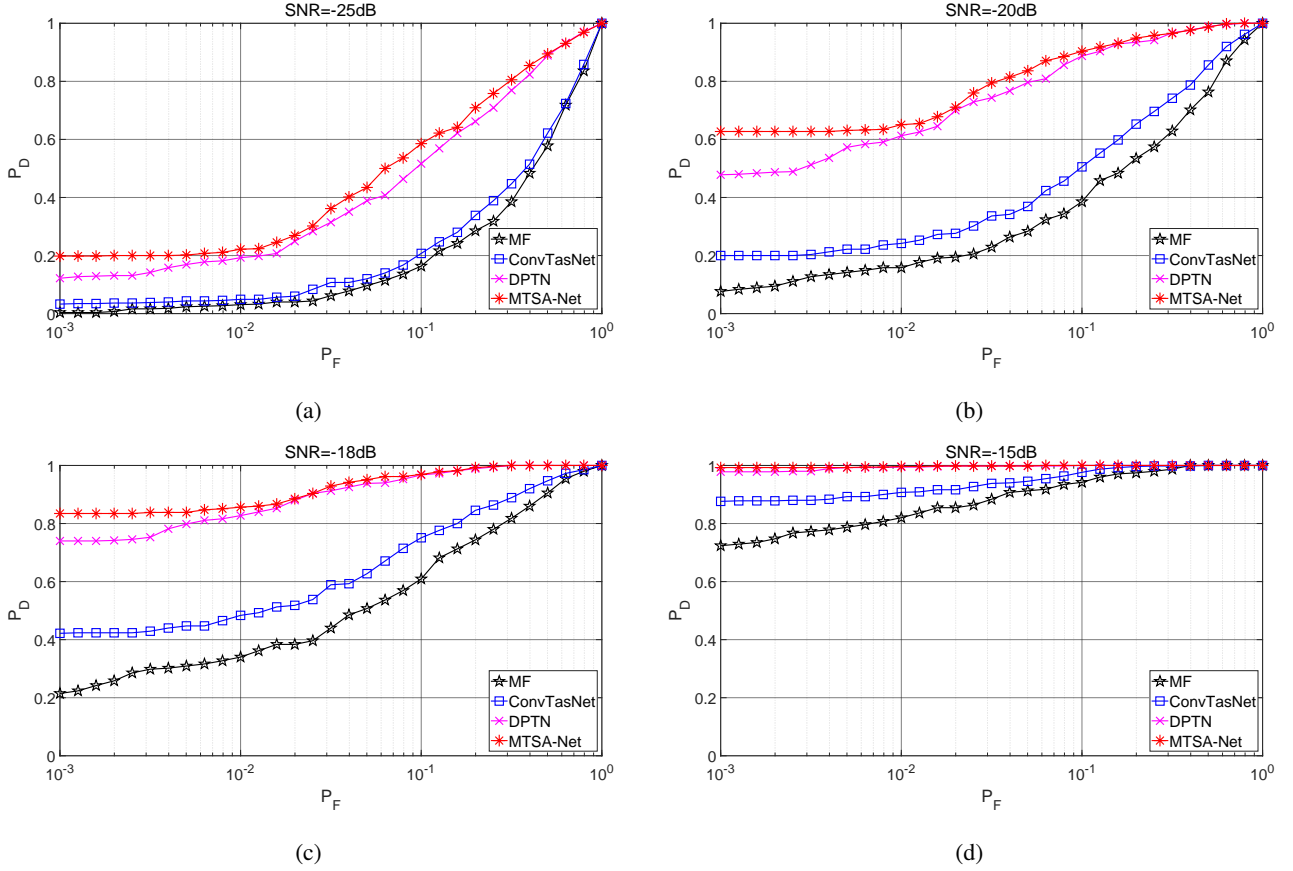 SNR=-25dB
1
0.8
0.6
0.4
0.2
0
P_D
10^-3
10^-2
10^-1
10^0
P_F
MF
ConvTasNet
DPTN
MTSA-Net
(a)
SNR=-20dB
1
0.8
0.6
0.4
0.2
0
P_D
10^-3
10^-2
10^-1
10^0
P_F
MF
ConvTasNet
DPTN
MTSA-Net
(b)
SNR=-18dB
1
0.8
0.6
0.4
0.2
0
P_D
10^-3
10^-2
10^-1
10^0
P_F
MF
ConvTasNet
DPTN
MTSA-Net
(c)
SNR=-15dB
1
0.8
0.6
0.4
0.2
0
P_D
10^-3
10^-2
10^-1
10^0
P_F
MF
ConvTasNet
DPTN
MTSA-Net
(d)